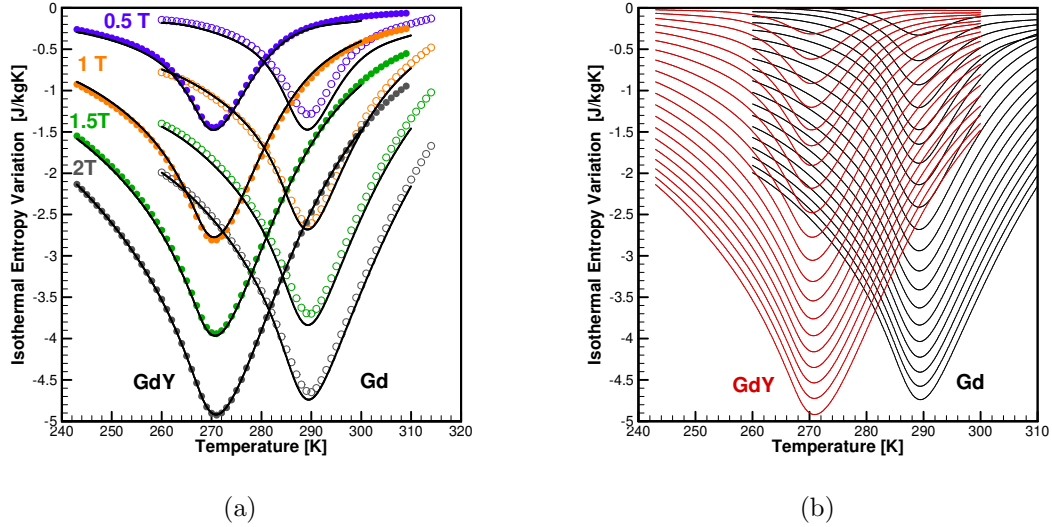 Isothermal Entropy Variation [J/kgK]
0
-0.5
-1
-1.5
-2
-2.5
-3
-3.5
-4
-4.5
-5
0.5 T
1 T
1.5T
2T
GdY
Gd
240 250 260 270 280 290 300 310 320
Temperature [K]
(a)
Isothermal Entropy Variation [J/kgK]
0
-0.5
-1
-1.5
-2
-2.5
-3
-3.5
-4
-4.5
-5
GdY
Gd
240 250 260 270 280 290 300 310
Temperature [K]
(b)